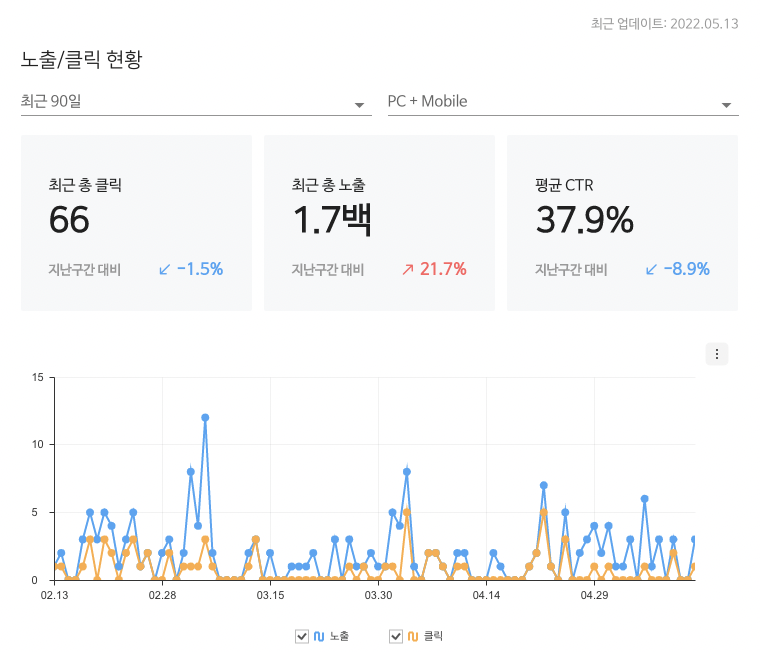 최근 업데이트: 2022.05.13
노출/클릭 현황
최근 90일
PC + Mobile
최근 총 클릭
66
지난구간 대비
↙ -1.5%
최근 총 노출
1.7백
지난구간 대비
↗ 21.7%
평균 CTR
37.9%
지난구간 대비
↙ -8.9%
15
10
5
0
02.13 02.28 03.15 03.30 04.14 04.29
노출 클릭